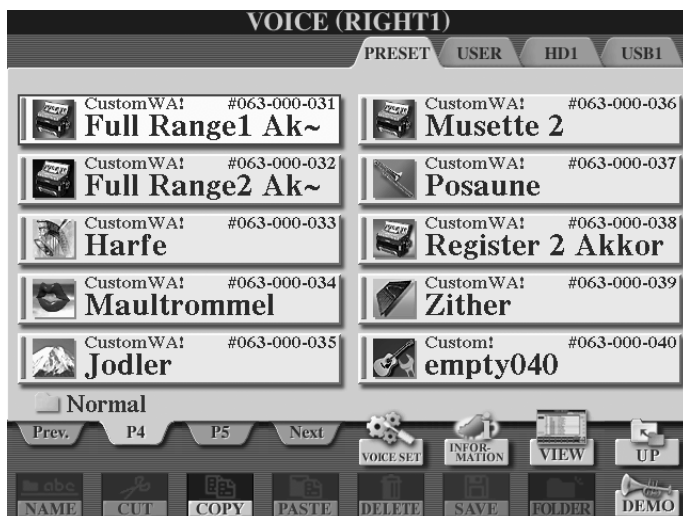 VOICE (RIGHT1)
PRESET USER HD1 USB1
CustomWA! #063-000-031
Full Range1 Ak~
CustomWA! #063-000-032
Full Range2 Ak~
CustomWA! #063-000-033
Harfe
CustomWA! #063-000-034
Maultrommel
CustomWA! #063-000-035
Jodler
CustomWA! #063-000-036
Musette 2
CustomWA! #063-000-037
Posaune
CustomWA! #063-000-038
Register 2 Akkor
CustomWA! #063-000-039
Zither
Custom! #063-000-040
empty040
Normal
Prev. P4 P5 Next
VOICE SET
INFOR-
MATION
VIEW
UP
abc
NAME CUT COPY PASTE DELETE SAVE FOLDER DEMO